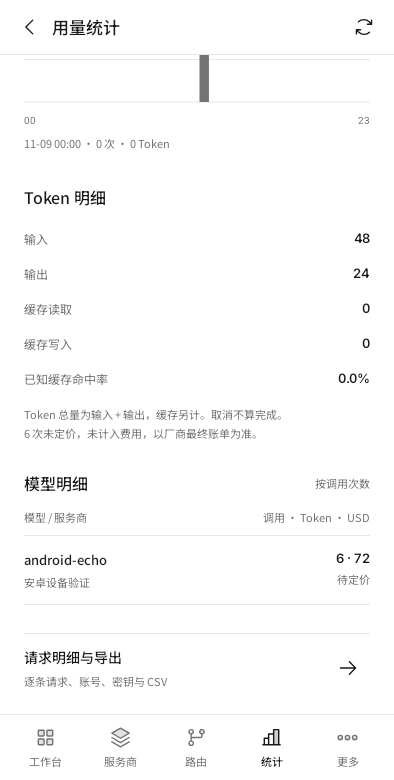 用量统计
00 23
11-09 00:00 · 0 次 · 0 Token
Token 明细
输入 48
输出 24
缓存读取 0
缓存写入 0
已知缓存命中率 0.0%
Token 总量为输入 + 输出，缓存另计。取消不算完成。
6 次未定价，未计入费用，以厂商最终账单为准。
模型明细 按调用次数
模型 / 服务商 调用 · Token · USD
android-echo 6 · 72
安卓设备验证 待定价
请求明细与导出
逐条请求、账号、密钥与 CSV
工作台 服务商 路由 统计 更多